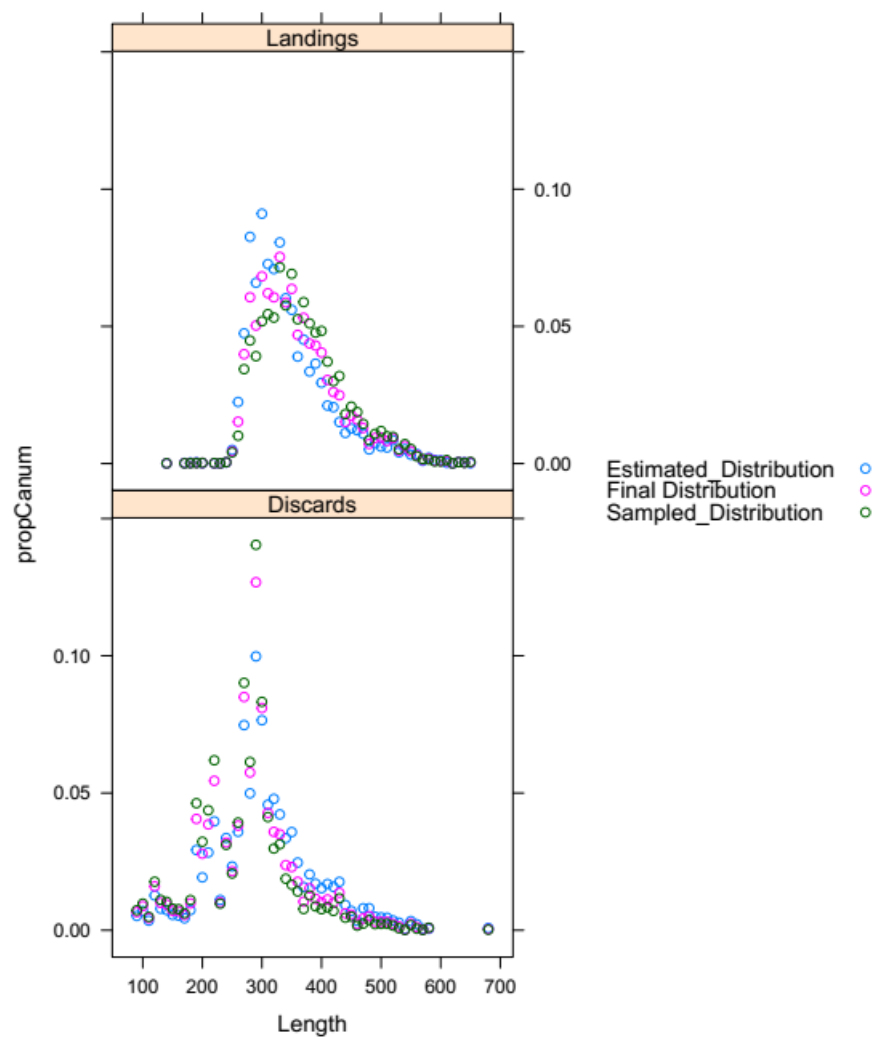 Landings
0.10
0.05
0.00
Discards
0.10
0.05
0.00
100 200 300 400 500 600 700
Length
propCanum
Estimated_Distribution
Final Distribution
Sampled_Distribution